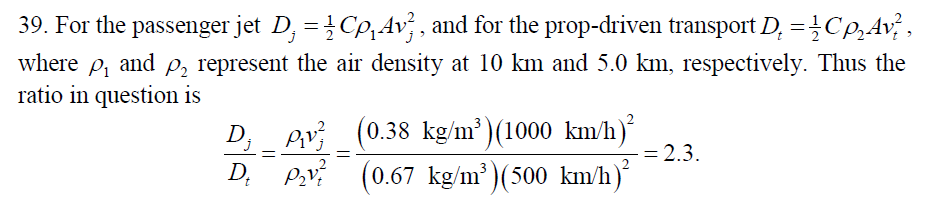 39. For the passenger jet D_j = ½Cρ₁Av_j², and for the prop-driven transport D_t = ½Cρ₂Av_t²,
where ρ₁ and ρ₂ represent the air density at 10 km and 5.0 km, respectively. Thus the
ratio in question is
D_j/D_t = ρ₁v_j²/ρ₂v_t² = (0.38 kg/m³)(1000 km/h)²/(0.67 kg/m³)(500 km/h)² = 2.3.